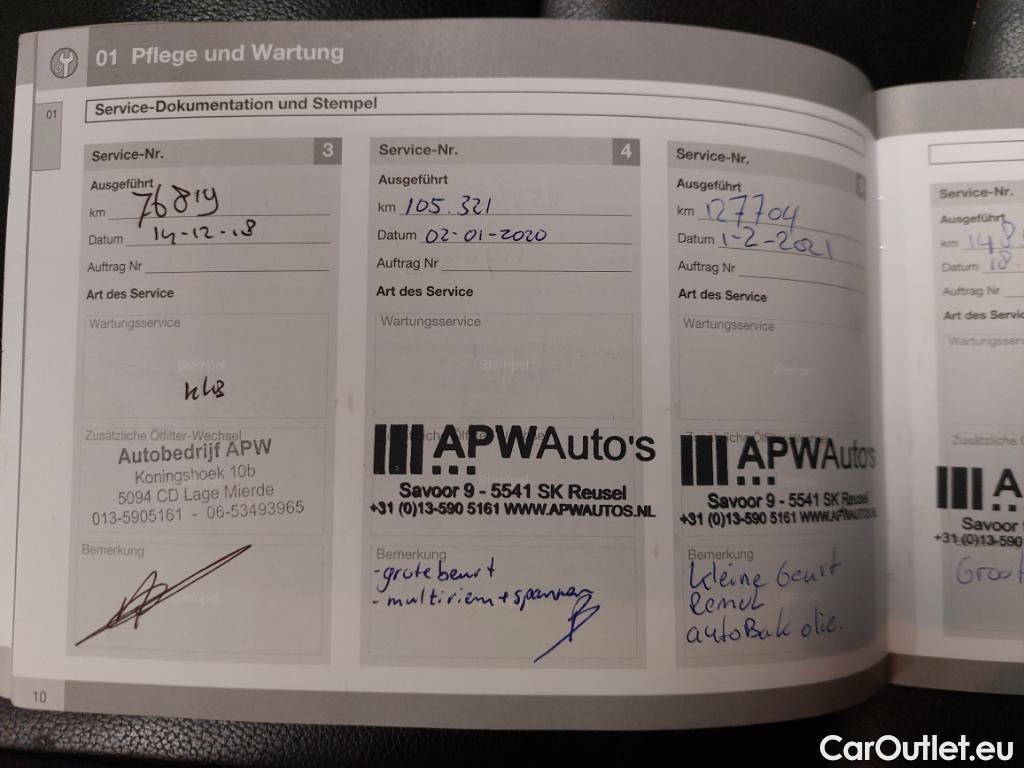 01 Pflege und Wartung
01
Service-Dokumentation und Stempel
Service-Nr. 3
Ausgeführt
km 76819
Datum 14-12-18
Auftrag Nr
Art des Service
Wartungsservice
Stempel
Zusätzliche Ölfilter-Wechsel
Autobedrijf APW
Koningshoek 10b
5094 CD Lage Mierde
013-5905161 - 06-53493965
Bemerkung
Stempel
Service-Nr. 4
Ausgeführt
km 105.321
Datum 02-01-2020
Auftrag Nr
Art des Service
Wartungsservice
Stempel
APWAuto's
Savoor 9 - 5541 SK Reusel
+31 (0)13-590 5161 WWW.APWAUTOS.NL
Bemerkung
- grote beurt
- multiriem + spanner
Service-Nr.
Ausgeführt
km 127704
Datum 1-2-2021
Auftrag Nr
Art des Service
Wartungsservice
Stempel
APWAuto's
Savoor 9 - 5541 SK Reusel
+31 (0)13-590 5161 WWW.APWAUTOS.NL
Bemerkung
kleine beurt
Remol
autoBak olie.
Service-Nr.
Ausgeführt
km 148
Datum 18-
Auftrag Nr
Art des Servic
Wartungsserv
Zusätzliche Ö
A
Savoor
+31 (0)13-590
Groot
10
CarOutlet.eu